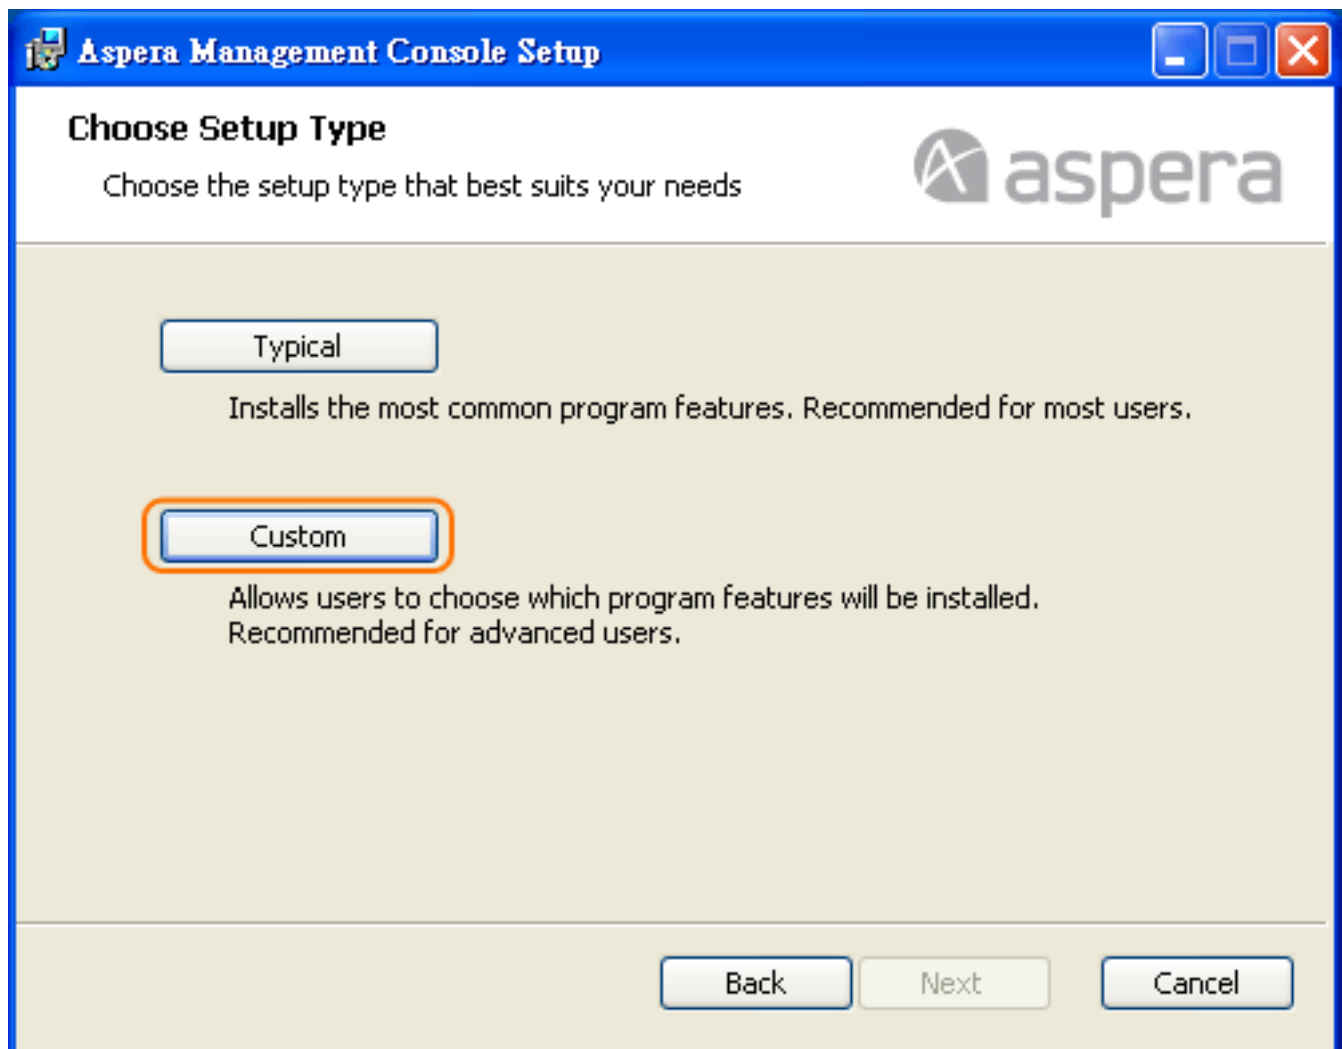 Aspera Management Console Setup
Choose Setup Type
Choose the setup type that best suits your needs
aspera
Typical
Installs the most common program features. Recommended for most users.
Custom
Allows users to choose which program features will be installed.
Recommended for advanced users.
Back
Next
Cancel